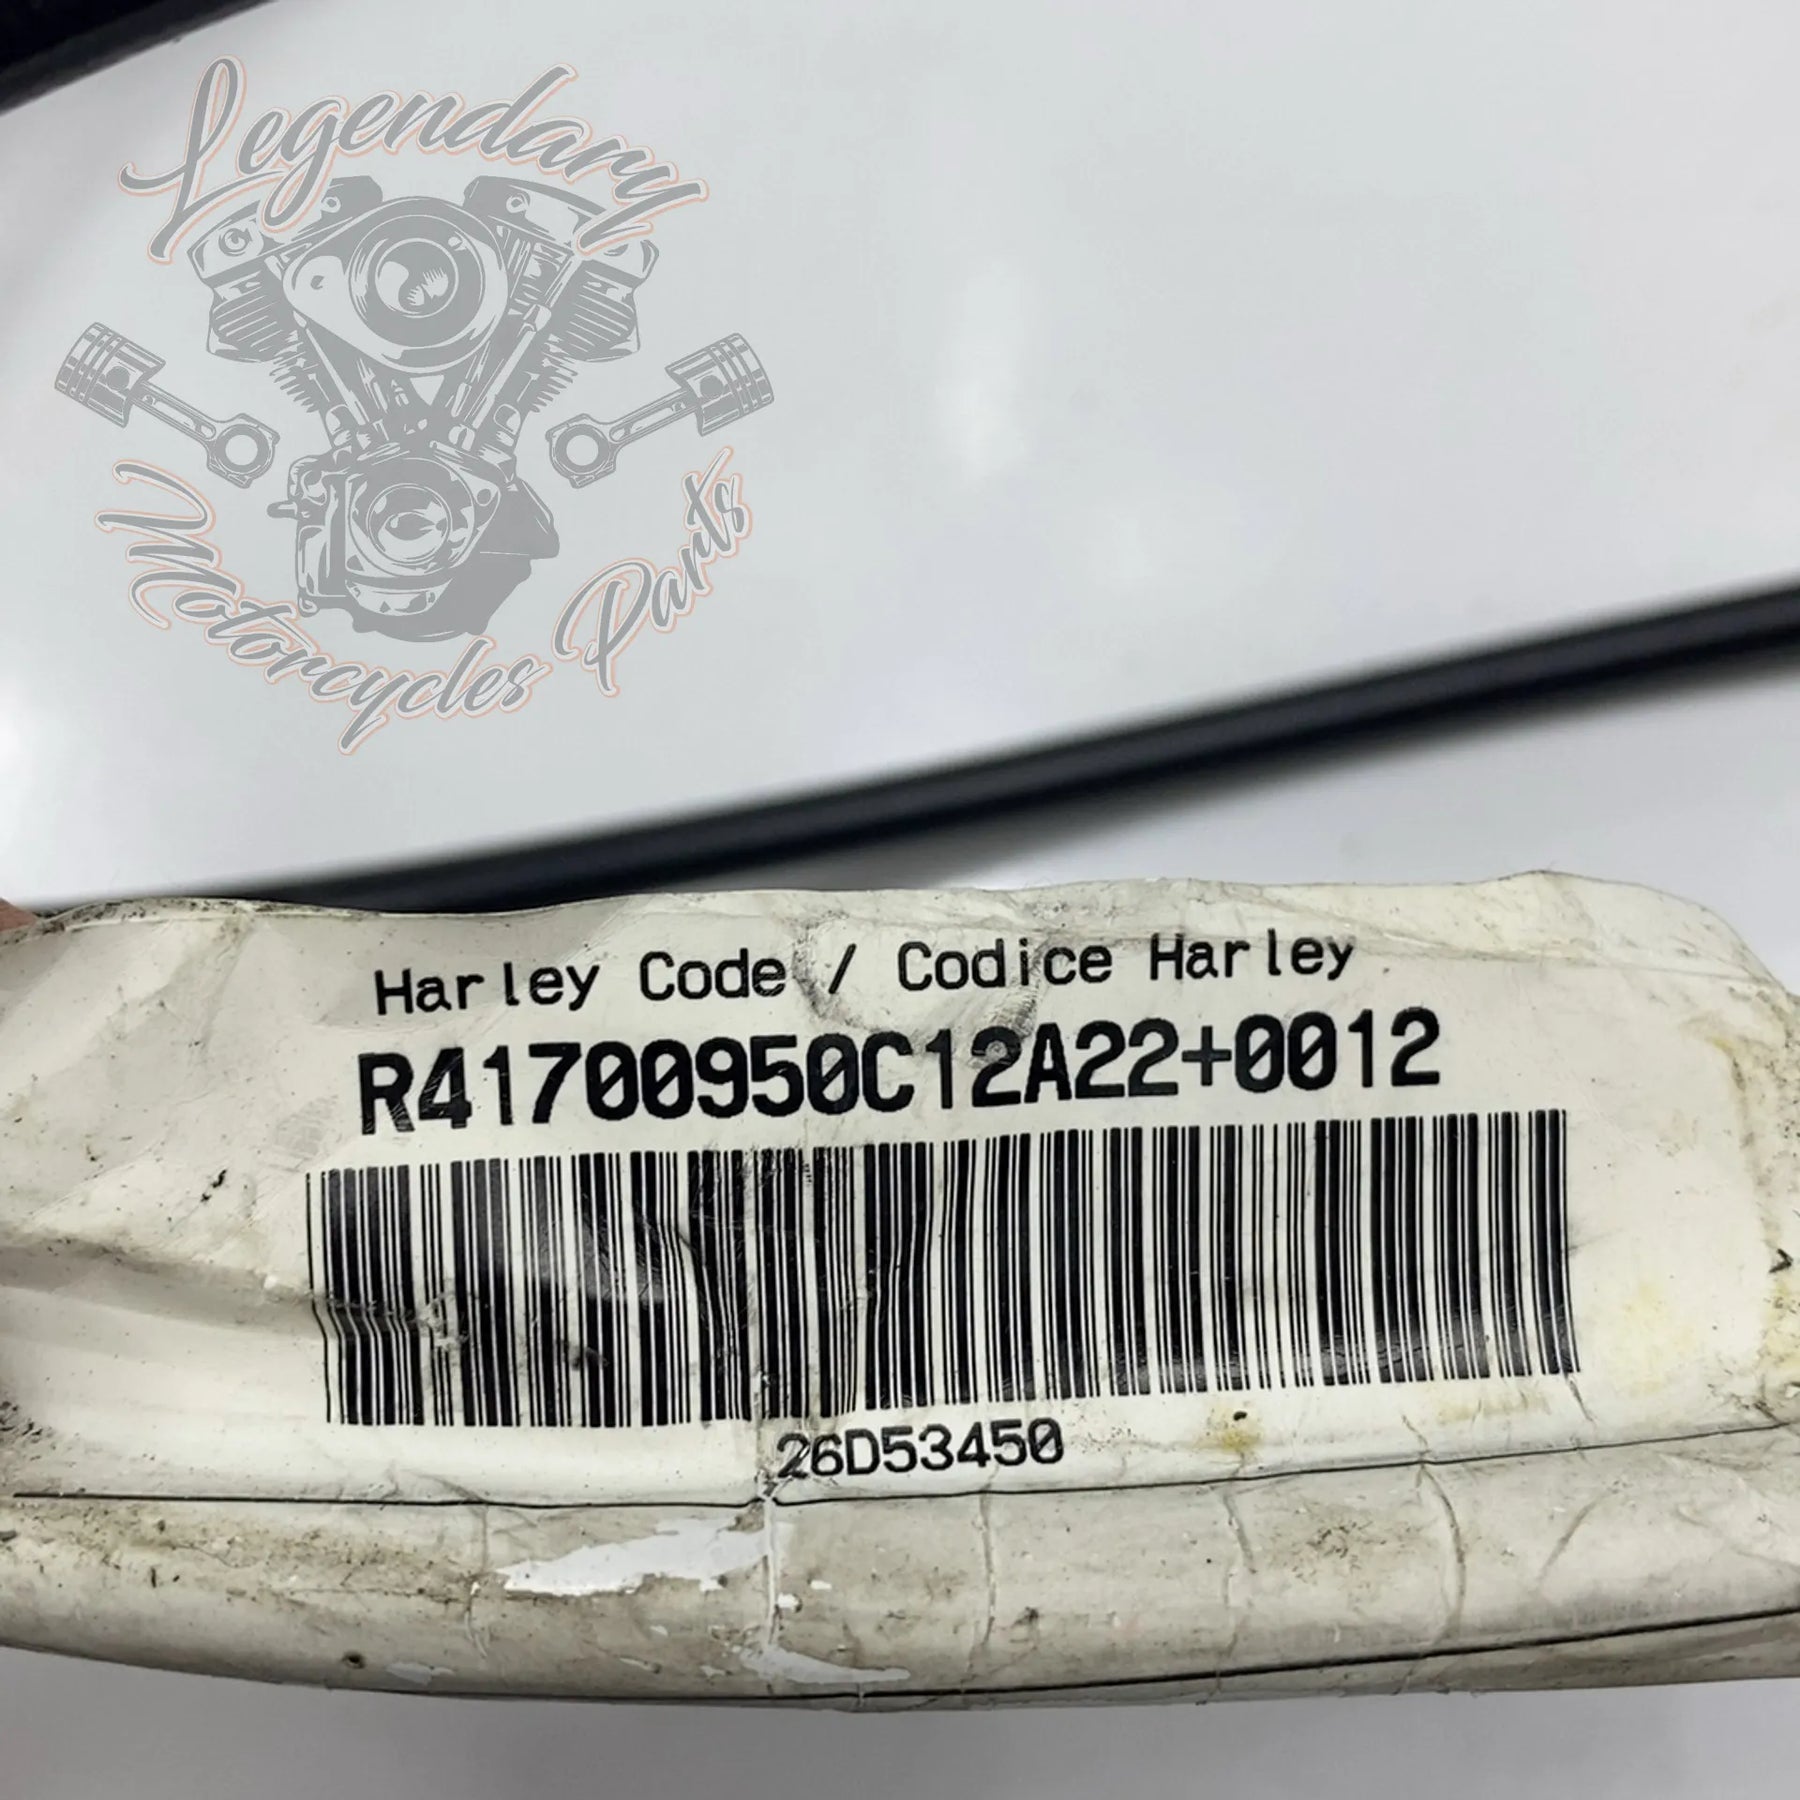 Legendary
Motorcycles Parts
Harley Code / Codice Harley
R41700950C12A22+0012
26D53450